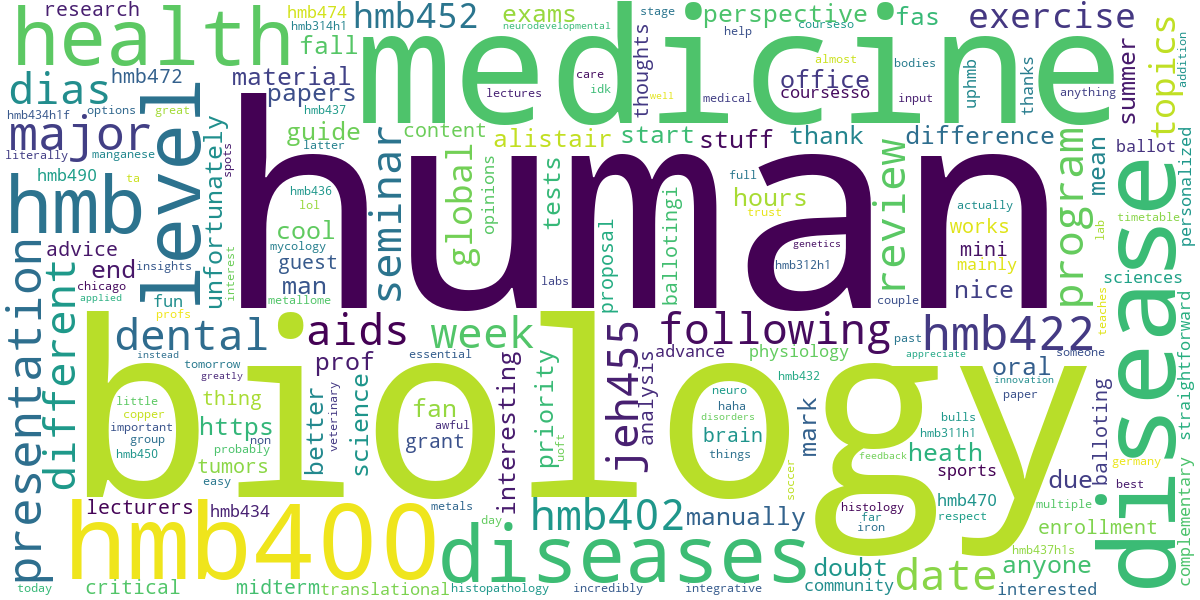 research
hmb474
hmb314h1
hmb452
exams
neurodevelopmental
perspective
stage
help
courseso
fas
exercise
health
fall
medicine
thoughts
almost
bodies
summer
topics
addition
dias
hmb472
material
papers
lectures
care
idk
well
medical
office
coursesso
input
uphmb
thanks
anything
hmb434h1f
options
great
level
hmb437
major
literally
manganese
unfortunately
spots
guide
latter
content
alistair
start
stuff
thank
difference
ballot
mean
personalized
hmb490
ta
hmb
human
hmb436
lol
cool
mycology
guest
man
metallome
seminar
global
opinions
tests
proposal
ballotingi
hours
full
trust
genetics
hmb312h1
couple
review
actually
works
mini
mainly
nice
program
timetable
lab
disease
sciences
teaches
advice
end
insights
interest
chicago
applied
fun
profs
labs
presentation
different
dental
aids
week
following
hmb422
past
someone
instead
tomorrow
greatly
prof
essential
advance
physiology
appreciate
oral
innovation
paper
straightforward
biology
little
copper
important
group
hmb450
thing
https
non
probably
tumors
easy
better
veterinary
science
fan
awful
grant
interesting
priority
uoft
jeh455
analysis
neuro
haha
disorders
brain
things
hmb432
mark
soccer
feedback
bulls
hmb311h1
heath
sports
balloting
due
germany
best
complementary
hmb400
lecturers
hmb434
metals
day
hmb402
manually
histology
far
iron
hmb470
respect
multiple
enrollment
hmb437h1s
diseases
doubt
date
anyone
today
critical
midterm
translational
histopathology
incredibly
integrative
community
interested